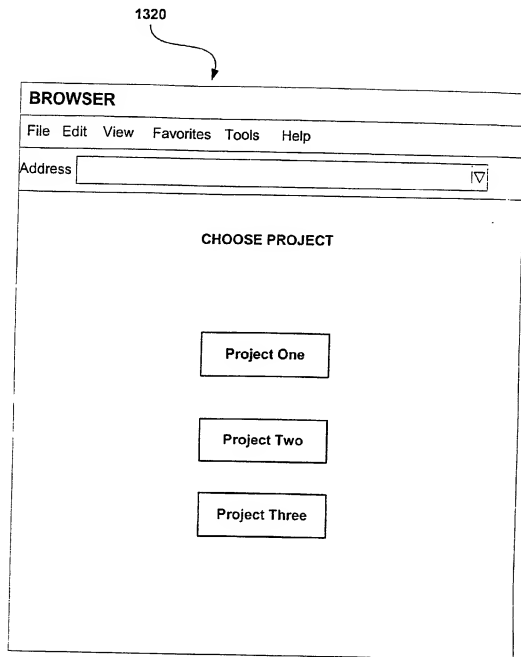 1320
BROWSER
File Edit View Favorites Tools Help
Address
CHOOSE PROJECT
Project One
Project Two
Project Three